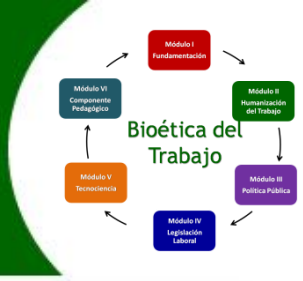 Módulo I
Fundamentación
Módulo II
Humanización
del Trabajo
Módulo III
Política Pública
Módulo IV
Legislación
Laboral
Módulo V
Tecnociencia
Módulo VI
Componente
Pedagógico
Bioética del
Trabajo